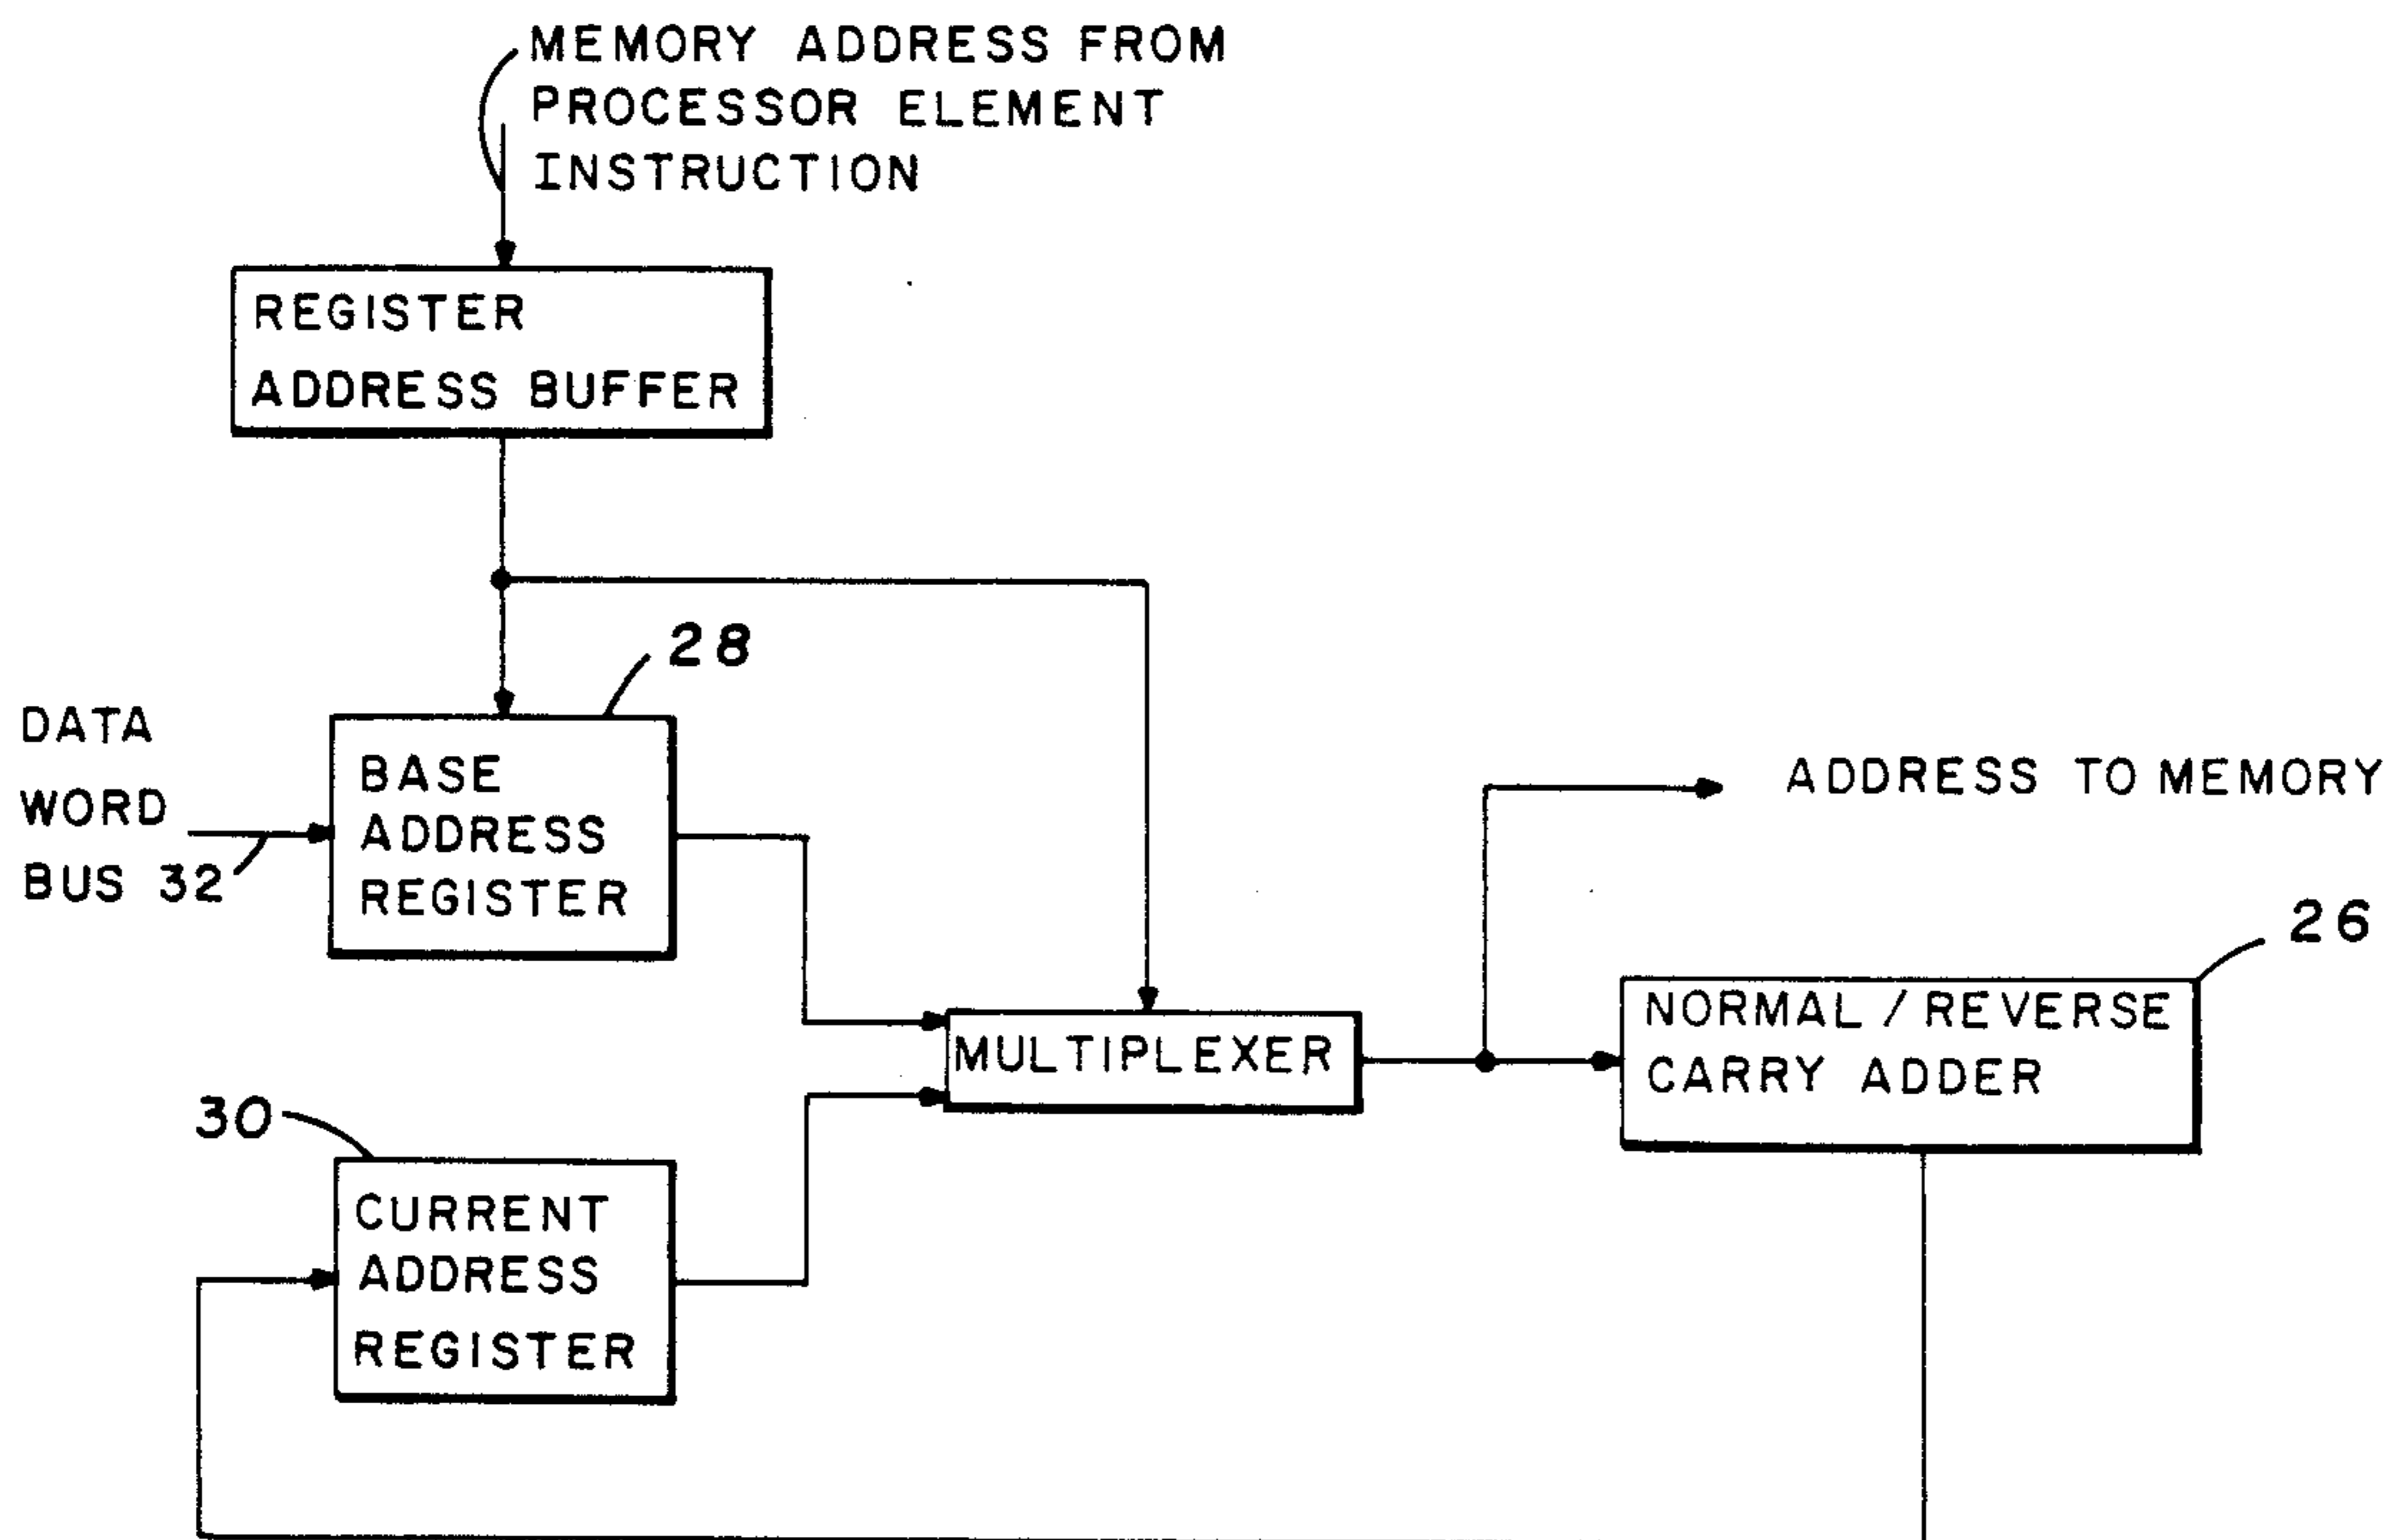 MEMORY ADDRESS FROM
PROCESSOR ELEMENT
INSTRUCTION
REGISTER
ADDRESS BUFFER
28
DATA
WORD
BUS 32
BASE
ADDRESS
REGISTER
ADDRESS TO MEMORY
26
NORMAL / REVERSE
CARRY ADDER
MULTIPLEXER
30
CURRENT
ADDRESS
REGISTER